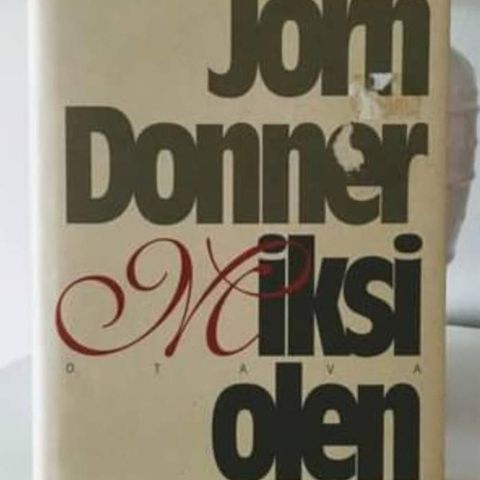 Jörn
Donner
Miksi
OTAVA
olen